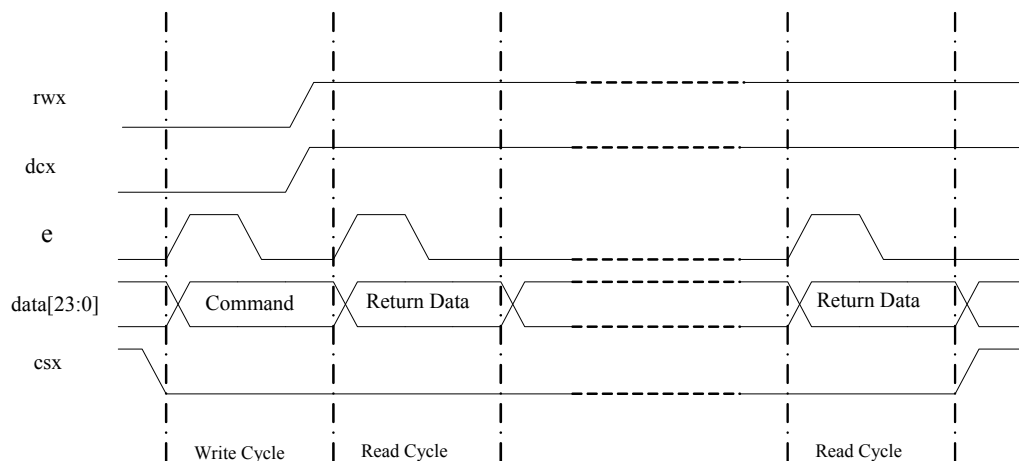 rwx
dcx
e
data[23:0]
Command
Return Data
Return Data
csx
Write Cycle
Read Cycle
Read Cycle